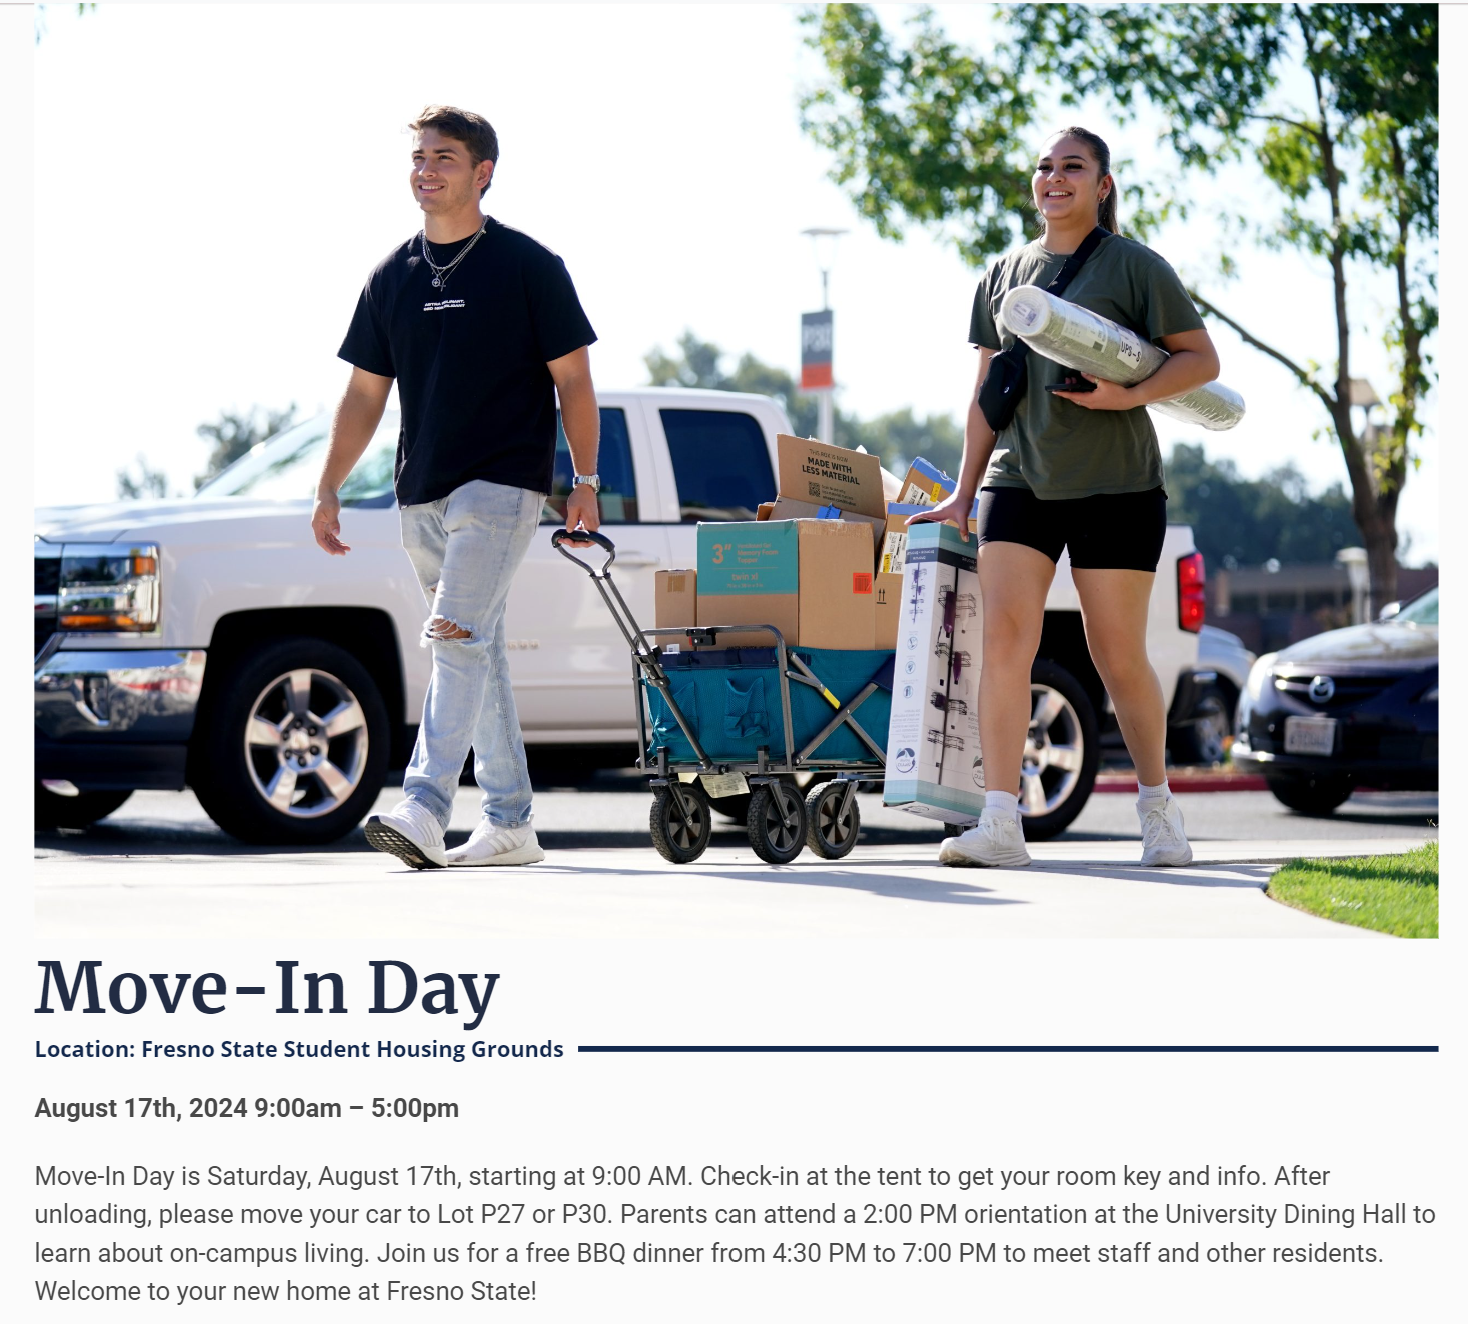 P30
THIS BOX IS NOW
MADE WITH
LESS MATERIAL
3"
Memory Foam
Topper
UPS-S
Move-In Day
Location: Fresno State Student Housing Grounds
August 17th, 2024 9:00am – 5:00pm
Move-In Day is Saturday, August 17th, starting at 9:00 AM. Check-in at the tent to get your room key and info. After
unloading, please move your car to Lot P27 or P30. Parents can attend a 2:00 PM orientation at the University Dining Hall to
learn about on-campus living. Join us for a free BBQ dinner from 4:30 PM to 7:00 PM to meet staff and other residents.
Welcome to your new home at Fresno State!